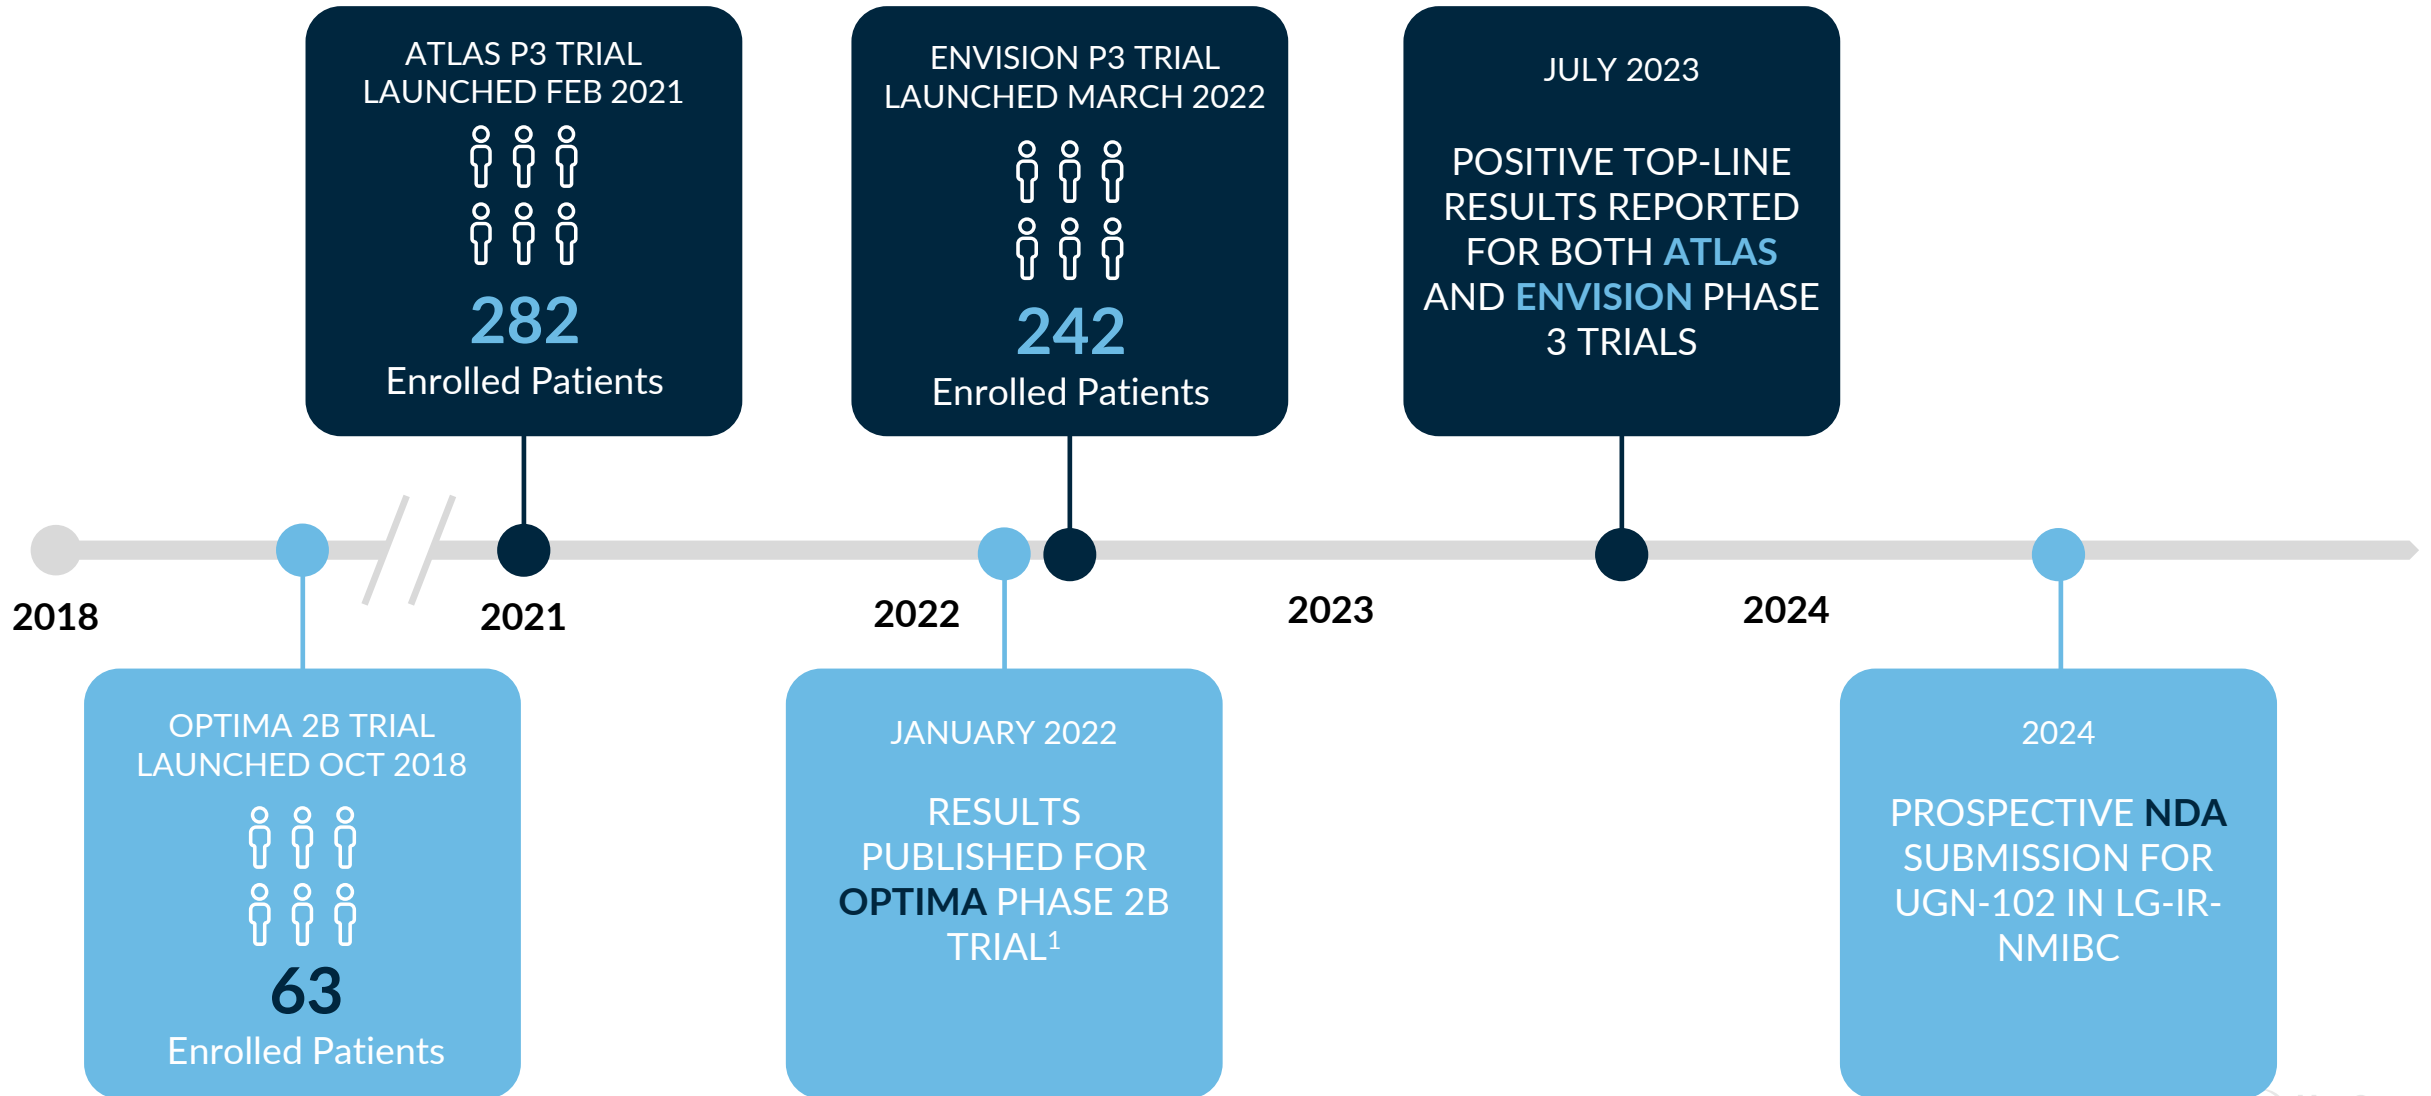 ATLAS P3 TRIAL
LAUNCHED FEB 2021
282
Enrolled Patients
ENVISION P3 TRIAL
LAUNCHED MARCH 2022
242
Enrolled Patients
JULY 2023
POSITIVE TOP-LINE
RESULTS REPORTED
FOR BOTH ATLAS
AND ENVISION PHASE
3 TRIALS
2018
2021
2022
2023
2024
OPTIMA 2B TRIAL
LAUNCHED OCT 2018
63
Enrolled Patients
JANUARY 2022
RESULTS
PUBLISHED FOR
OPTIMA PHASE 2B
TRIAL¹
2024
PROSPECTIVE NDA
SUBMISSION FOR
UGN-102 IN LG-IR-
NMIBC